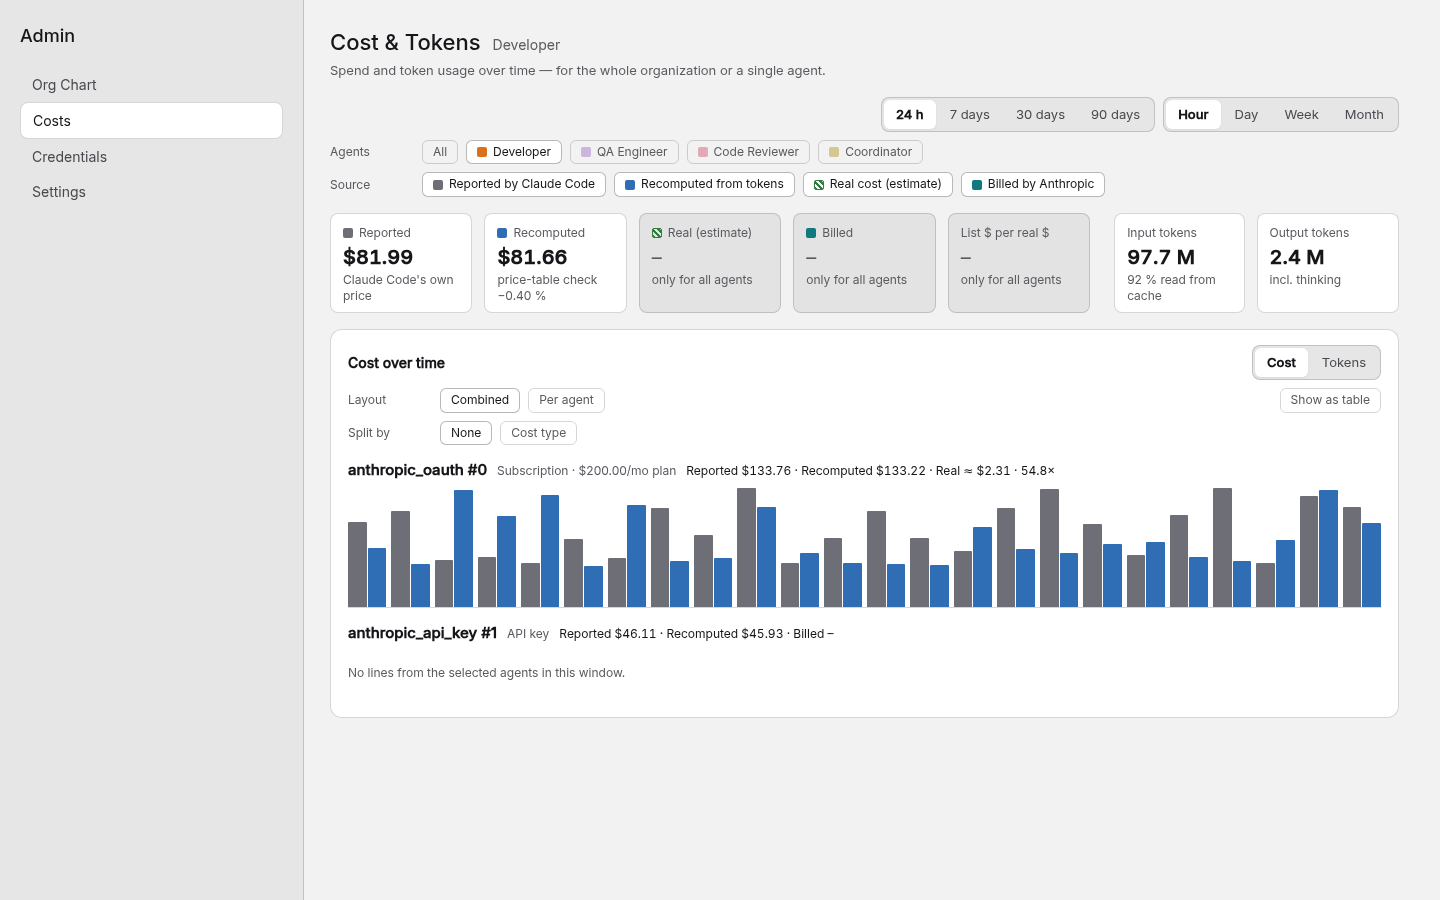 Admin
Org Chart
Costs
Credentials
Settings
Cost & Tokens Developer
Spend and token usage over time — for the whole organization or a single agent.
24 h 7 days 30 days 90 days Hour Day Week Month
Agents All Developer QA Engineer Code Reviewer Coordinator
Source Reported by Claude Code Recomputed from tokens Real cost (estimate) Billed by Anthropic
Reported
$81.99
Claude Code's own
price
Recomputed
$81.66
price-table check
−0.40 %
Real (estimate)
–
only for all agents
Billed
–
only for all agents
List $ per real $
–
only for all agents
Input tokens
97.7 M
92 % read from
cache
Output tokens
2.4 M
incl. thinking
Cost over time
Cost Tokens
Layout Combined Per agent Show as table
Split by None Cost type
anthropic_oauth #0 Subscription · $200.00/mo plan Reported $133.76 · Recomputed $133.22 · Real ≈ $2.31 · 54.8×
anthropic_api_key #1 API key Reported $46.11 · Recomputed $45.93 · Billed –
No lines from the selected agents in this window.